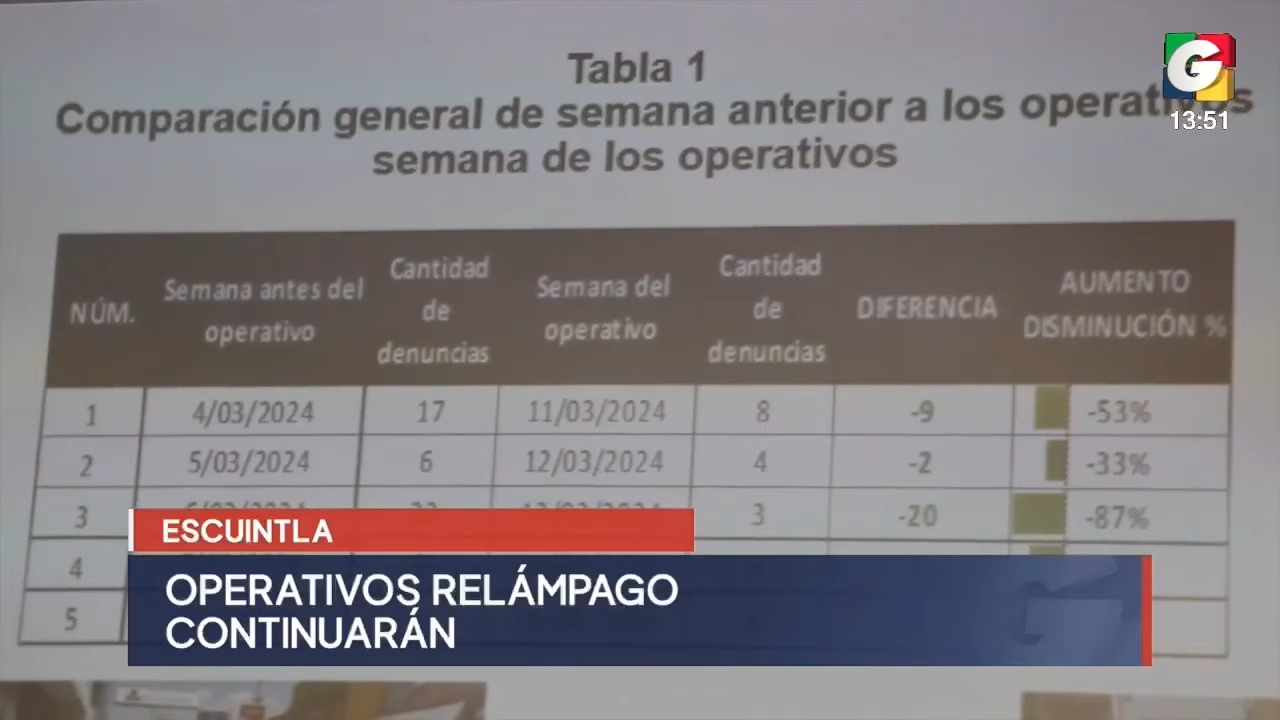 G
13:51
Tabla 1
Comparación general de semana anterior a los operativos
semana de los operativos
NÚM.
Semana antes del
operativo
Cantidad
de
denuncias
Semana del
operativo
Cantidad
de
denuncias
DIFERENCIA
AUMENTO
DISMINUCIÓN %
1 4/03/2024 17 11/03/2024 8 -9 -53%
2 5/03/2024 6 12/03/2024 4 -2 -33%
3 3 -20 -87%
4
5
ESCUINTLA
OPERATIVOS RELÁMPAGO
CONTINUARÁN